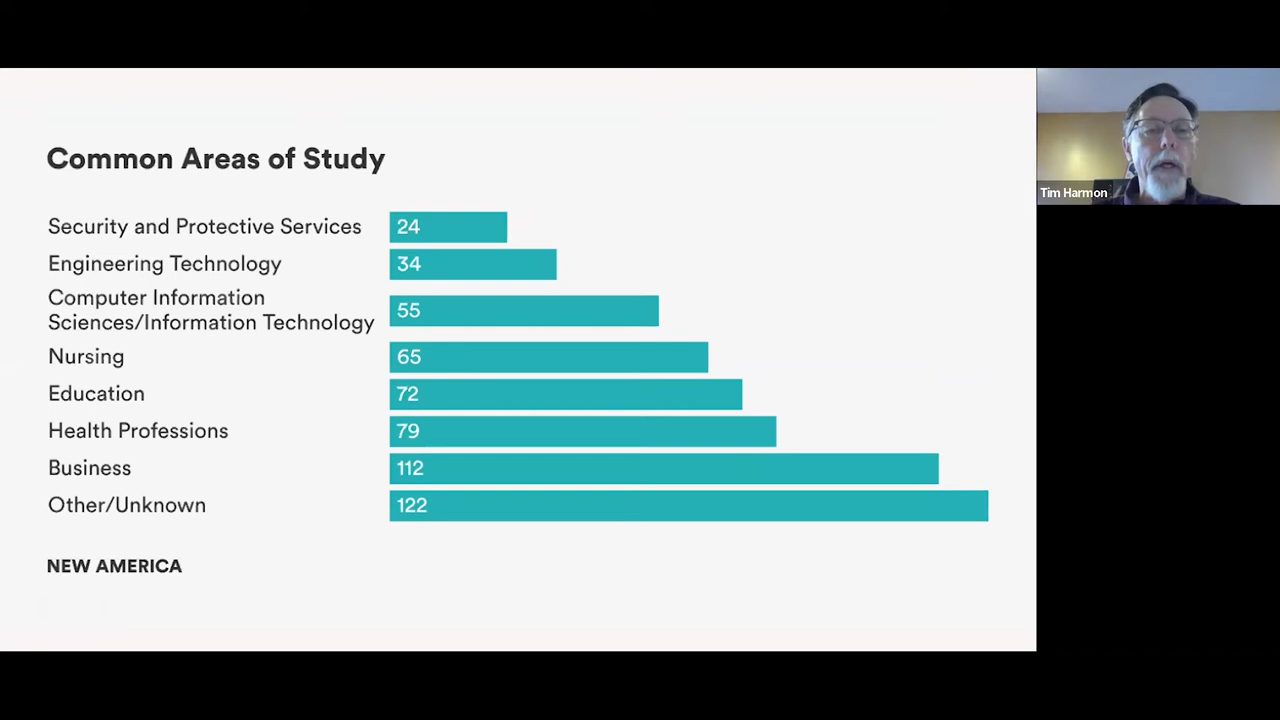 Common Areas of Study
Security and Protective Services 24
Engineering Technology 34
Computer Information
Sciences/Information Technology 55
Nursing 65
Education 72
Health Professions 79
Business 112
Other/Unknown 122
NEW AMERICA
Tim Harmon